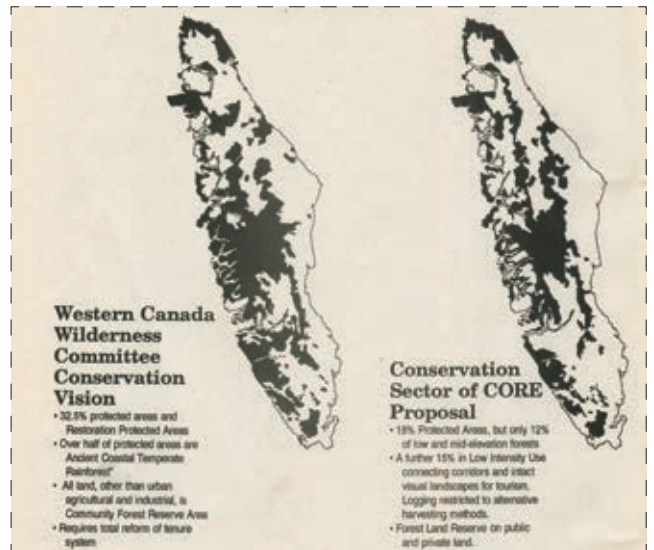 Western Canada
Wilderness
Committee
Conservation
Vision
• 32.5% protected areas and
Restoration Protected Areas
• Over half of protected areas are
Ancient Coastal Temperate
Rainforest"
• All land, other than urban
agricultural and industrial, is
Community Forest Reserve Area
• Requires total reform of tenure
system
Conservation
Sector of CORE
Proposal
• 18% Protected Areas, but only 12%
of low and mid-elevation forests
• A further 15% in Low Intensity Use
connecting corridors and intact
visual landscapes for tourism.
Logging restricted to alternative
harvesting methods.
• Forest Land Reserve on public
and private land.